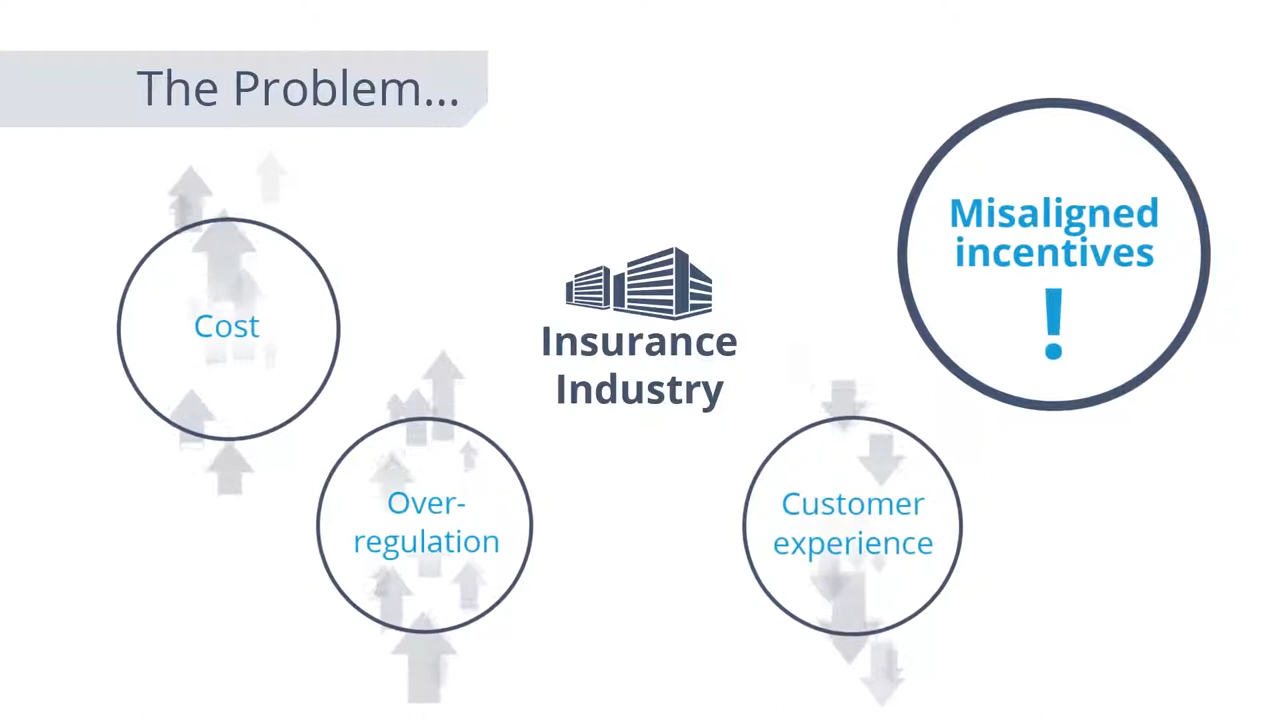 The Problem...
Misaligned
incentives
!
Cost
Insurance
Industry
Over-
regulation
Customer
experience